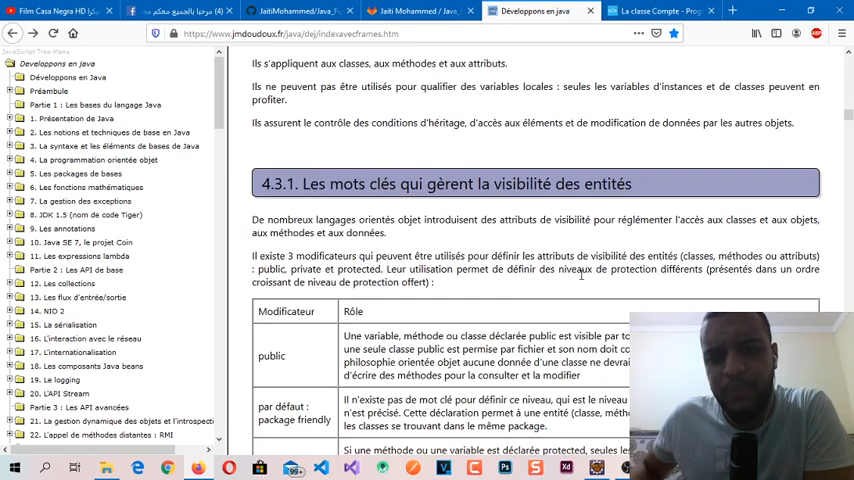 Film Casa Negra HD
(4) مرحبا بالجميع معكم
JaitiMohammed/Java_Fu
Jaiti Mohammed / Java_
Développons en java
La classe Compte - Prog
https://www.jmdoudoux.fr/java/dej/indexavecframes.htm
JavaScript Tree Menu
Developpons en java
Développons en Java
Préambule
Partie 1 : Les bases du langage Java
1. Présentation de Java
2. Les notions et techniques de base en Java
3. La syntaxe et les éléments de bases de Java
4. La programmation orientée objet
5. Les packages de bases
6. Les fonctions mathématiques
7. La gestion des exceptions
8. JDK 1.5 (nom de code Tiger)
9. Les annotations
10. Java SE 7, le projet Coin
11. Les expressions lambda
Partie 2 : Les API de base
12. Les collections
13. Les flux d'entrée/sortie
14. NIO 2
15. La sérialisation
16. L'interaction avec le réseau
17. L'internationalisation
18. Les composants Java beans
19. Le logging
20. L'API Stream
Partie 3 : Les API avancées
21. La gestion dynamique des objets et l'introspecti
22. L'appel de méthodes distantes : RMI
Ils s'appliquent aux classes, aux méthodes et aux attributs.
Ils ne peuvent pas être utilisés pour qualifier des variables locales : seules les variables d'instances et de classes peuvent en
profiter.
Ils assurent le contrôle des conditions d'héritage, d'accès aux éléments et de modification de données par les autres objets.
4.3.1. Les mots clés qui gèrent la visibilité des entités
De nombreux langages orientés objet introduisent des attributs de visibilité pour réglémenter l'accès aux classes et aux objets,
aux méthodes et aux données.
Il existe 3 modificateurs qui peuvent être utilisés pour définir les attributs de visibilité des entités (classes, méthodes ou attributs)
: public, private et protected. Leur utilisation permet de définir des niveaux de protection différents (présentés dans un ordre
croissant de niveau de protection offert) :
Modificateur Rôle
public
Une variable, méthode ou classe déclarée public est visible par to
une seule classe public est permise par fichier et son nom doit co
philosophie orientée objet aucune donnée d'une classe ne devrai
d'écrire des méthodes pour la consulter et la modifier
par défaut :
package friendly
Il n'existe pas de mot clé pour définir ce niveau, qui est le niveau
n'est précisé. Cette déclaration permet à une entité (classe, méth
les classes se trouvant dans le même package.
Si une méthode ou une variable est déclarée protected, seules les
99+